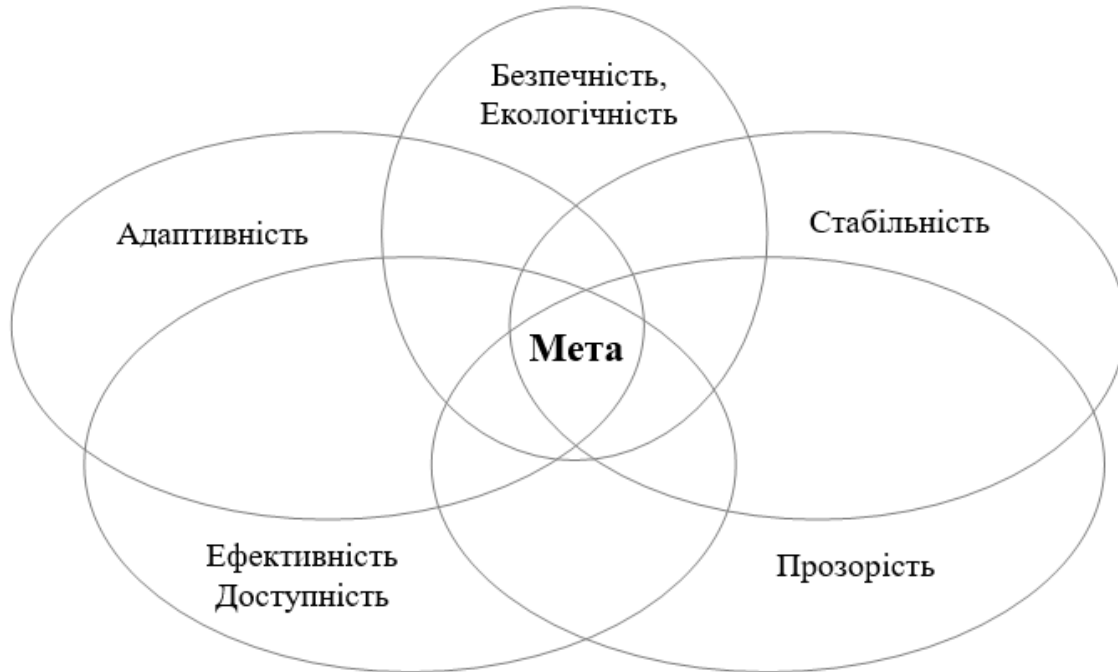 Безпечність,
Екологічність
Адаптивність
Стабільність
Мета
Ефективність
Доступність
Прозорість